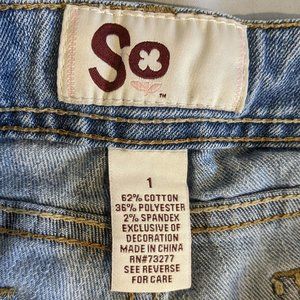 So
™
1
62% COTTON
36% POLYESTER
2% SPANDEX
EXCLUSIVE OF
DECORATION
MADE IN CHINA
RN#73277
SEE REVERSE
FOR CARE